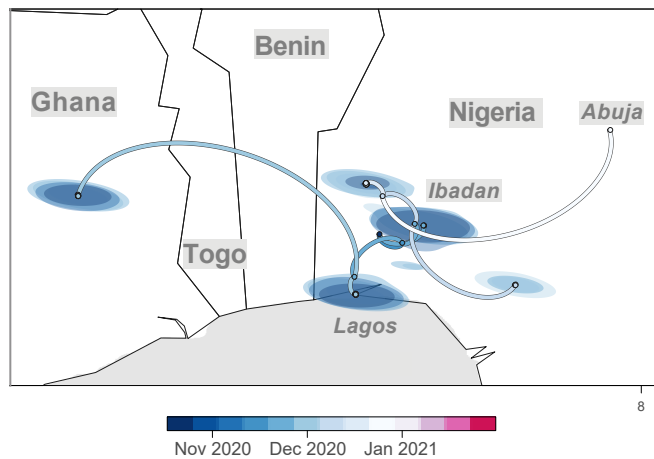 Benin
Ghana
Nigeria
Abuja
Ibadan
Togo
Lagos
8
Nov 2020 Dec 2020 Jan 2021